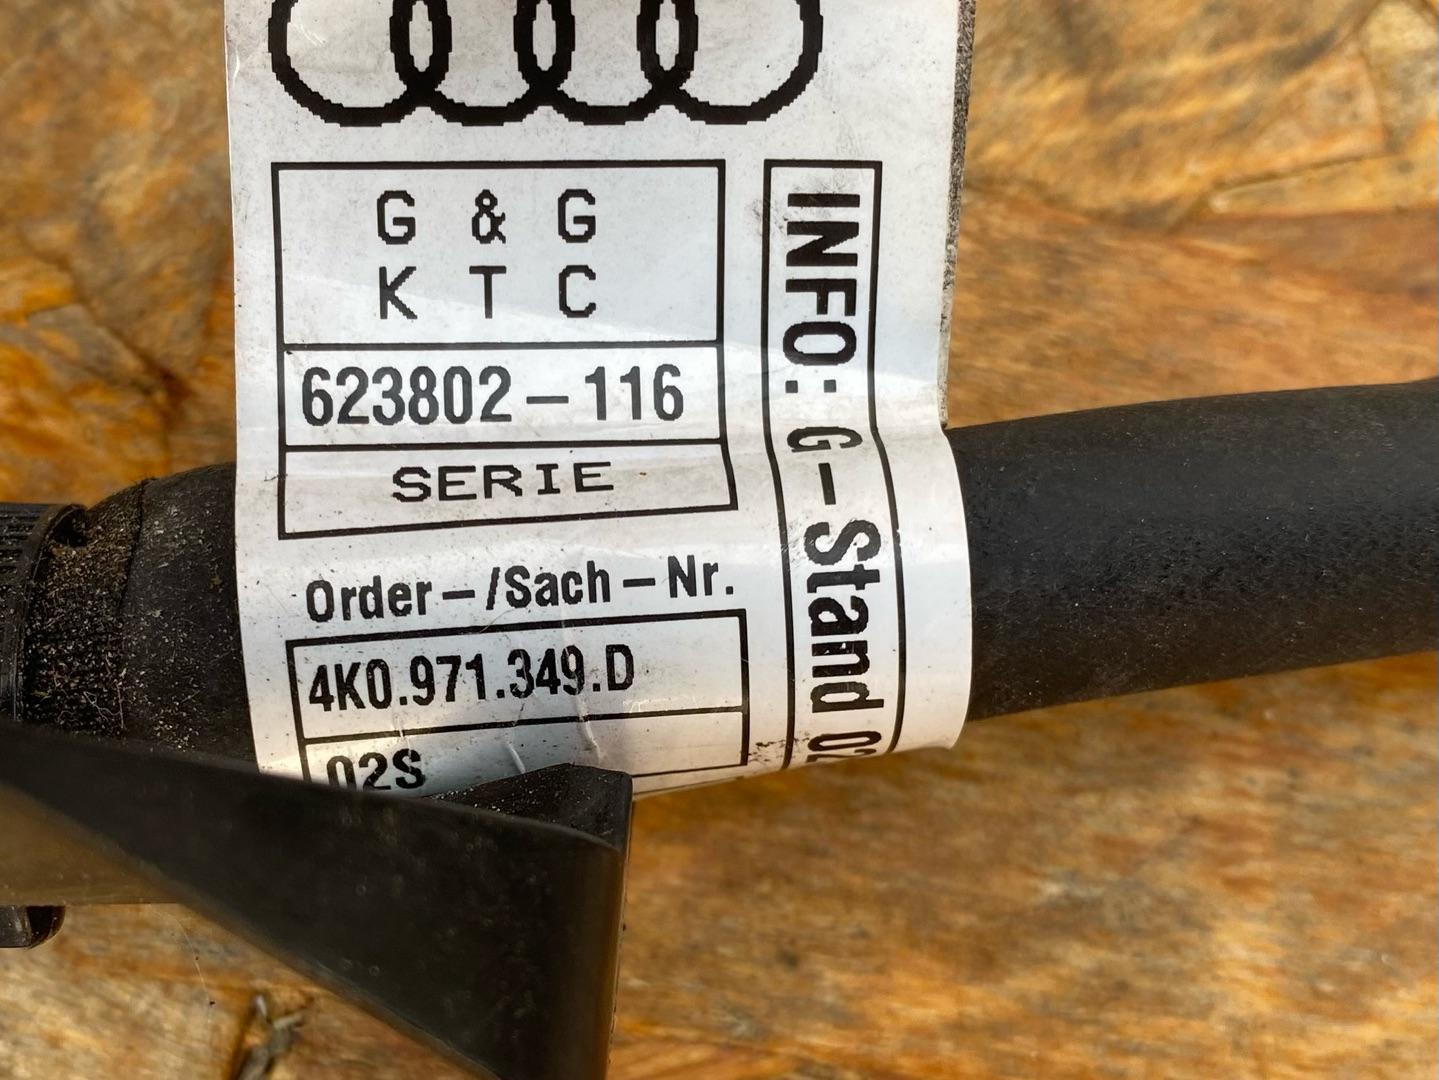 G & G
K T C
623802-116
SERIE
Order-/Sach-Nr.
4K0.971.349.D
02S
INFO: G-Stand